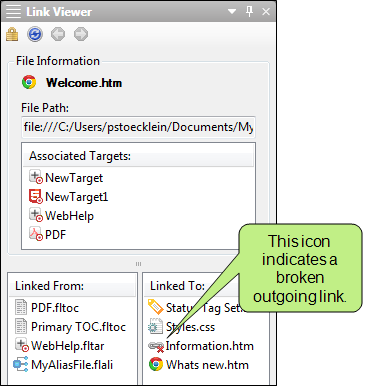 Link Viewer
File Information
Welcome.htm
File Path:
file:///C:/Users/pstoecklein/Documents/My
Associated Targets:
NewTarget
NewTarget1
WebHelp
PDF
This icon
indicates a
broken
outgoing link.
Linked From:
PDF.fltoc
Primary TOC.fltoc
WebHelp.fltar
MyAliasFile.flali
Linked To:
Status Tag Set
Styles.css
Information.htm
Whats new.htm